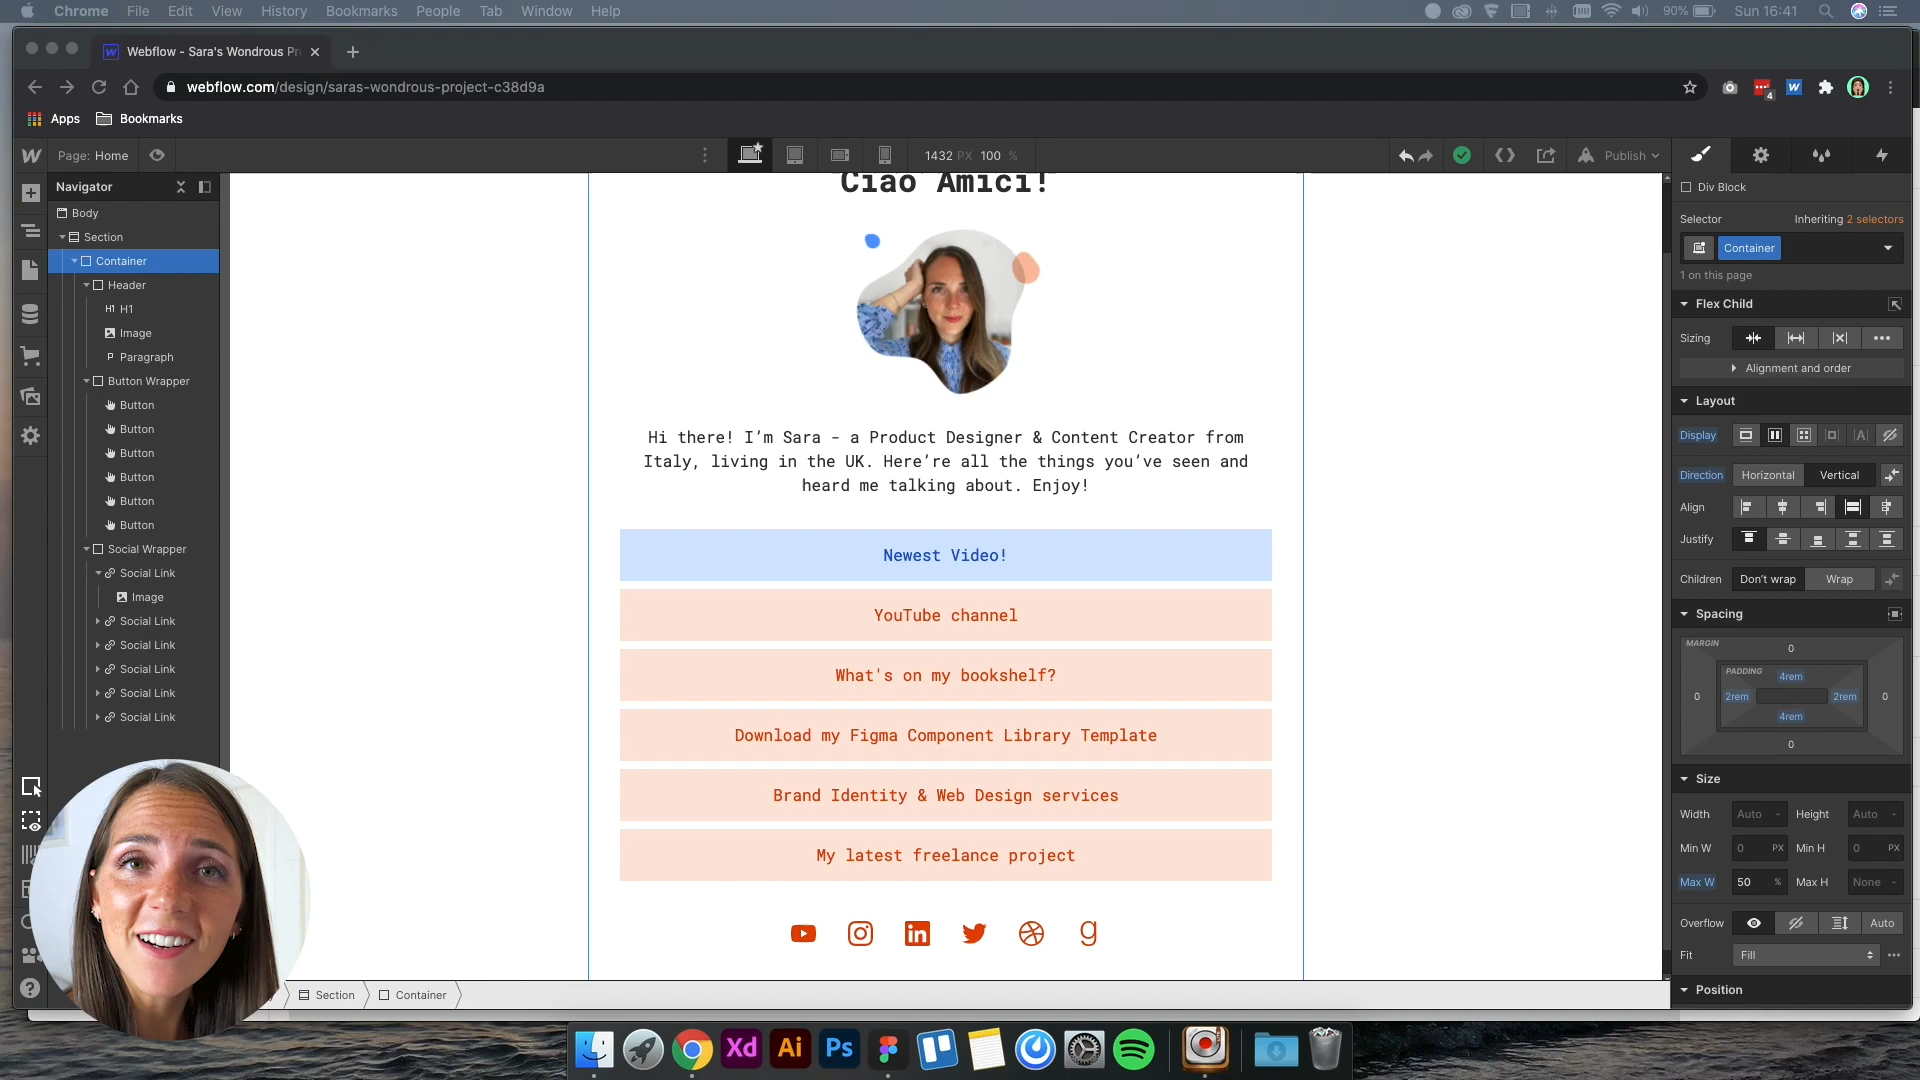 Chrome File Edit View History Bookmarks People Tab Window Help 90% Sun 16:41
Webflow - Sara's Wondrous Pr
webflow.com/design/saras-wondrous-project-c38d9a
4
Apps Bookmarks
Page: Home 1432 PX 100 % Publish
Navigator
Body
Section
Container
Header
H1 H1
Image
P Paragraph
Button Wrapper
Button
Button
Button
Button
Button
Button
Social Wrapper
Social Link
Image
Social Link
Social Link
Social Link
Social Link
Social Link
Ciao Amici!
Hi there! I’m Sara - a Product Designer & Content Creator from
Italy, living in the UK. Here’re all the things you’ve seen and
heard me talking about. Enjoy!
Newest Video!
YouTube channel
What's on my bookshelf?
Download my Figma Component Library Template
Brand Identity & Web Design services
My latest freelance project
Section Container
Div Block
Selector Inheriting 2 selectors
Container
1 on this page
Flex Child
Sizing
Alignment and order
Layout
Display
Direction Horizontal Vertical
Align
Justify
Children Don't wrap Wrap
Spacing
MARGIN 0
PADDING 4rem
0 2rem 2rem 0
4rem
0
Size
Width Auto - Height Auto -
Min W 0 PX Min H 0 PX
Max W 50 % Max H None -
Overflow Auto
Fit Fill
Position
Xd Ai Ps